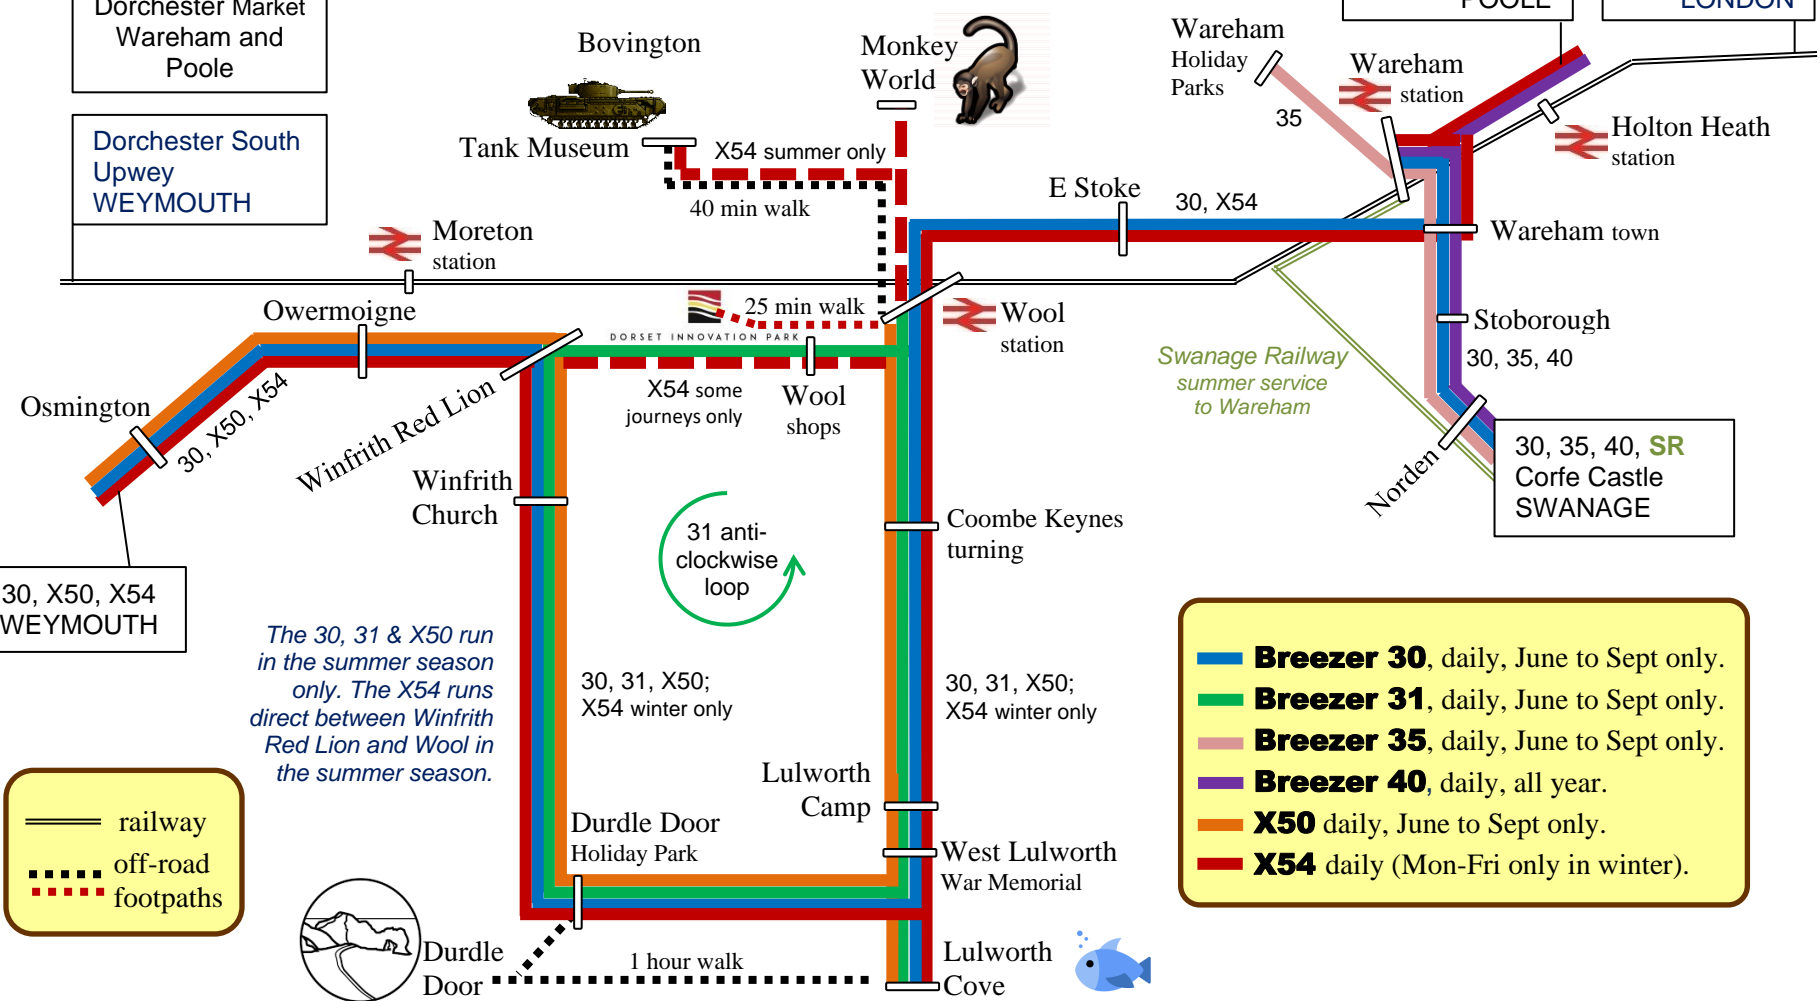 Dorchester Market
Wareham and
Poole
POOLE
LONDON
Dorchester South
Upwey
WEYMOUTH
Bovington
Tank Museum
X54 summer only
40 min walk
Monkey
World
Wareham
Holiday
Parks
35
Wareham
station
Holton Heath
station
E Stoke
30, X54
Wareham town
Moreton
station
Owermoigne
25 min walk
DORSET INNOVATION PARK
Wool
station
Stoborough
30, 35, 40
Swanage Railway
summer service
to Wareham
Osmington
30, X50, X54
Winfrith Red Lion
X54 some
journeys only
Wool
shops
Norden
30, 35, 40, SR
Corfe Castle
SWANAGE
Winfrith
Church
31 anti-
clockwise
loop
Coombe Keynes
turning
30, X50, X54
WEYMOUTH
The 30, 31 & X50 run
in the summer season
only. The X54 runs
direct between Winfrith
Red Lion and Wool in
the summer season.
30, 31, X50;
X54 winter only
30, 31, X50;
X54 winter only
Breezer 30, daily, June to Sept only.
Breezer 31, daily, June to Sept only.
Breezer 35, daily, June to Sept only.
Breezer 40, daily, all year.
X50 daily, June to Sept only.
X54 daily (Mon-Fri only in winter).
railway
off-road
footpaths
Lulworth
Camp
Durdle Door
Holiday Park
West Lulworth
War Memorial
Durdle
Door
1 hour walk
Lulworth
Cove